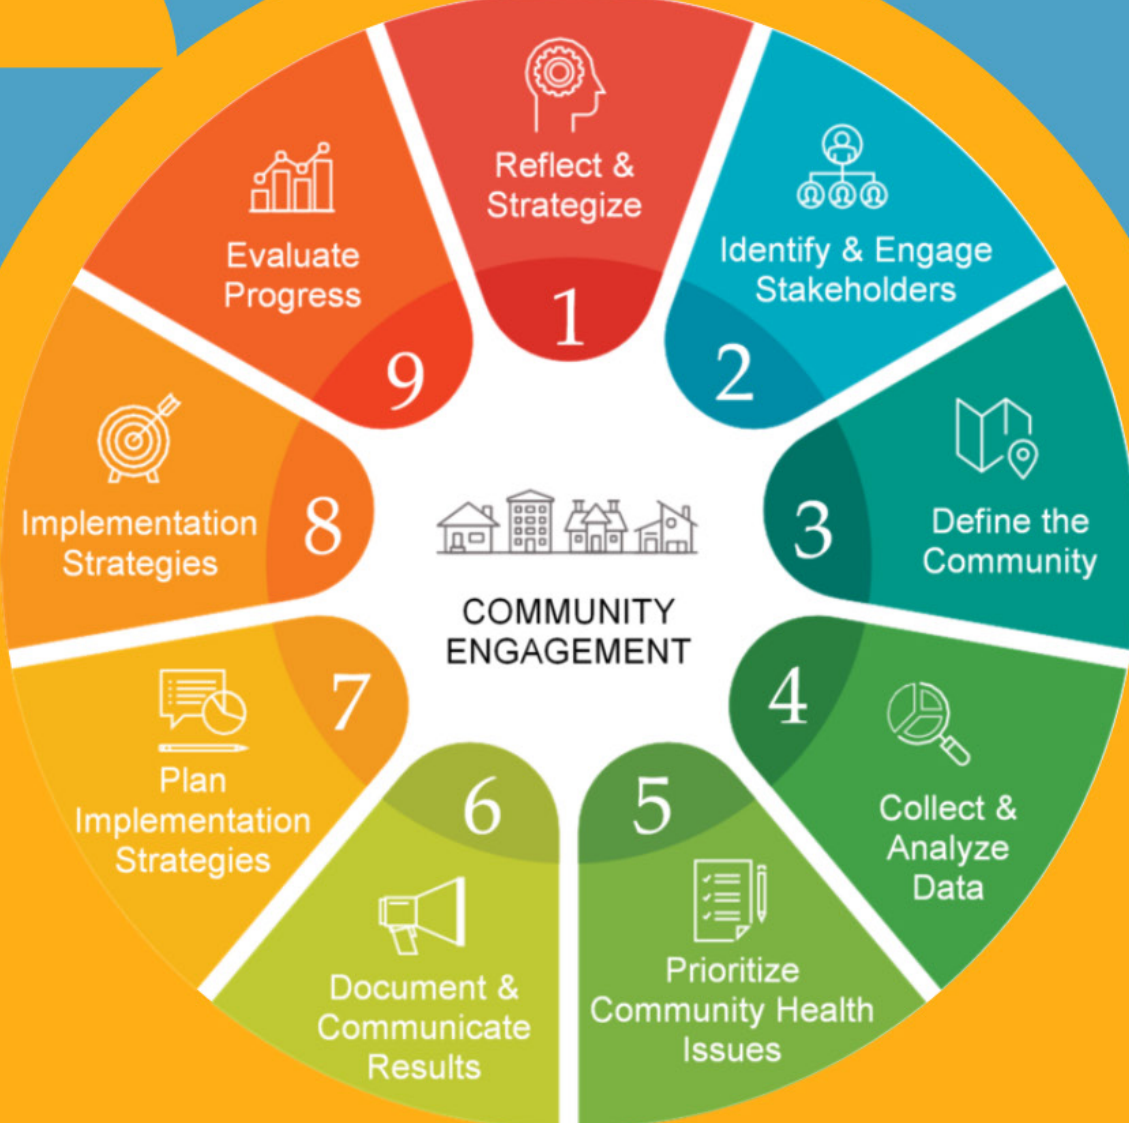 Reflect &
Strategize
1
Identify & Engage
Stakeholders
2
Define the
Community
3
Collect &
Analyze
Data
4
Prioritize
Community Health
Issues
5
Document &
Communicate
Results
6
Plan
Implementation
Strategies
7
Implementation
Strategies
8
Evaluate
Progress
9
COMMUNITY
ENGAGEMENT